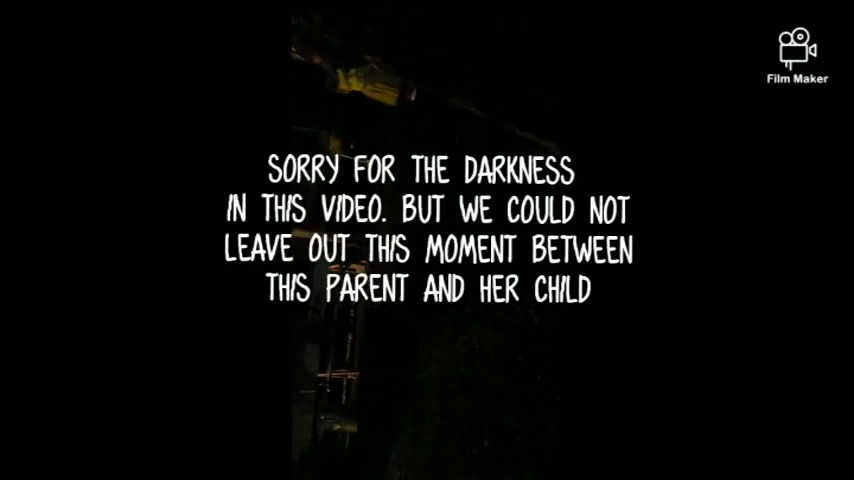 Film Maker
SORRY FOR THE DARKNESS
IN THIS VIDEO. BUT WE COULD NOT
LEAVE OUT THIS MOMENT BETWEEN
THIS PARENT AND HER CHILD